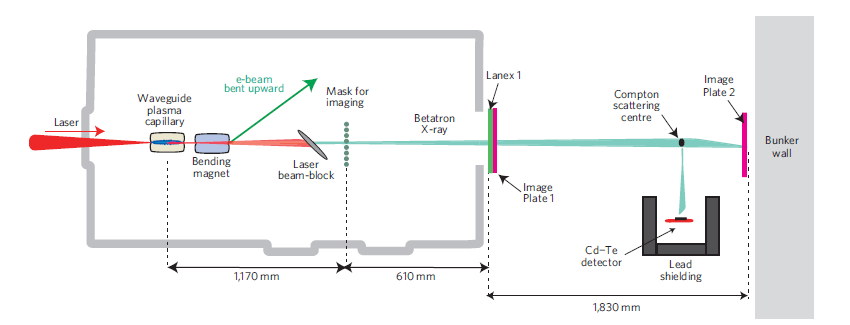 Laser
Waveguide
plasma
capillary
e-beam
bent upward
Bending
magnet
Laser
beam-block
Mask for
imaging
Betatron
X-ray
Lanex 1
Image
Plate 1
Compton
scattering
centre
Image
Plate 2
Bunker
wall
Cd–Te
detector
Lead
shielding
1,170 mm
610 mm
1,830 mm